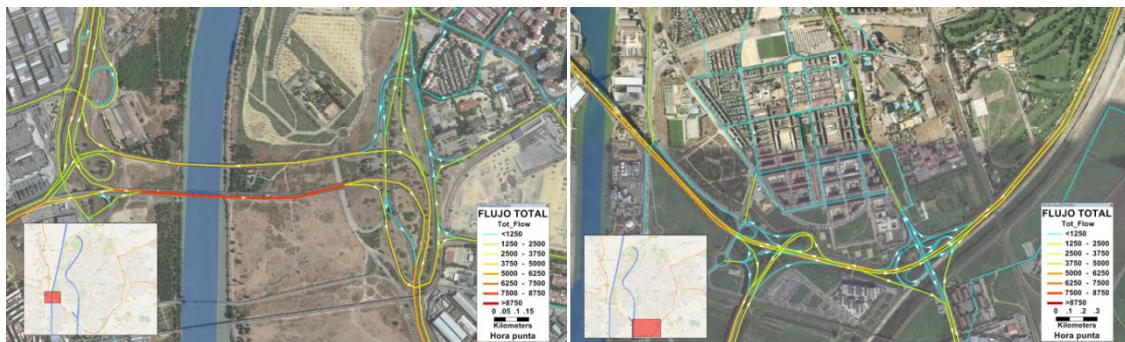 FLUJO TOTAL
Tot_Flow
<1250
1250 - 2500
2500 - 3750
3750 - 5000
5000 - 6250
6250 - 7500
7500 - 8750
>8750
0 .05 .1 .15
Kilometers
Hora punta
FLUJO TOTAL
Tot_Flow
<1250
1250 - 2500
2500 - 3750
3750 - 5000
5000 - 6250
6250 - 7500
7500 - 8750
>8750
0 .1 .2 .3
Kilometers
Hora punta